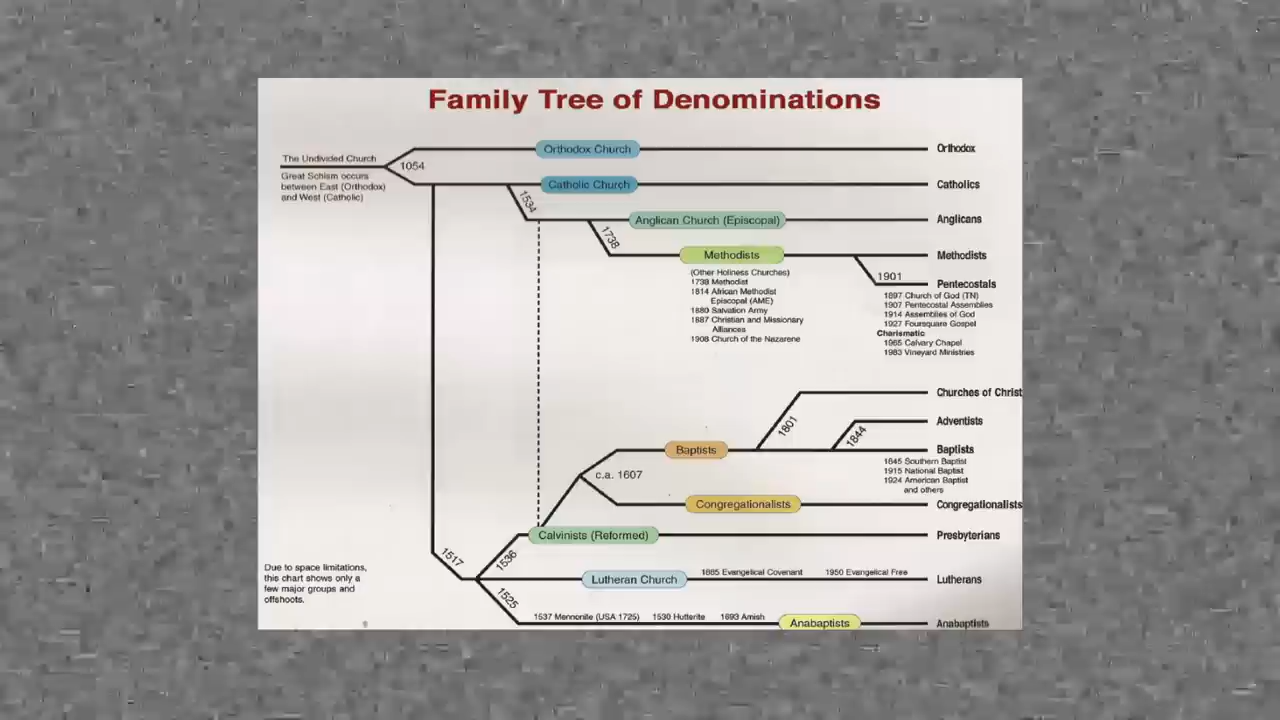 Family Tree of Denominations
The Undivided Church
1054
Great Schism occurs
between East (Orthodox)
and West (Catholic)
Orthodox Church
Orthodox
Catholic Church
Catholics
1534
Anglican Church (Episcopal)
Anglicans
1738
Methodists
Methodists
(Other Holiness Churches)
1738 Methodist
1814 African Methodist
Episcopal (AME)
1880 Salvation Army
1887 Christian and Missionary
Alliances
1908 Church of the Nazarene
1901
Pentecostals
1897 Church of God (TN)
1907 Pentecostal Assemblies
1914 Assemblies of God
1927 Foursquare Gospel
Charismatic
1965 Calvary Chapel
1983 Vineyard Ministries
Churches of Christ
1801
Adventists
1844
Baptists
Baptists
1845 Southern Baptist
1915 National Baptist
1924 American Baptist
and others
c.a. 1607
Congregationalists
Congregationalists
Calvinists (Reformed)
Presbyterians
1517
1536
Lutheran Church
1885 Evangelical Covenant
1950 Evangelical Free
Lutherans
1525
1537 Mennonite (USA 1725)
1530 Hutterite
1693 Amish
Anabaptists
Anabaptists
Due to space limitations,
this chart shows only a
few major groups and
offshoots.